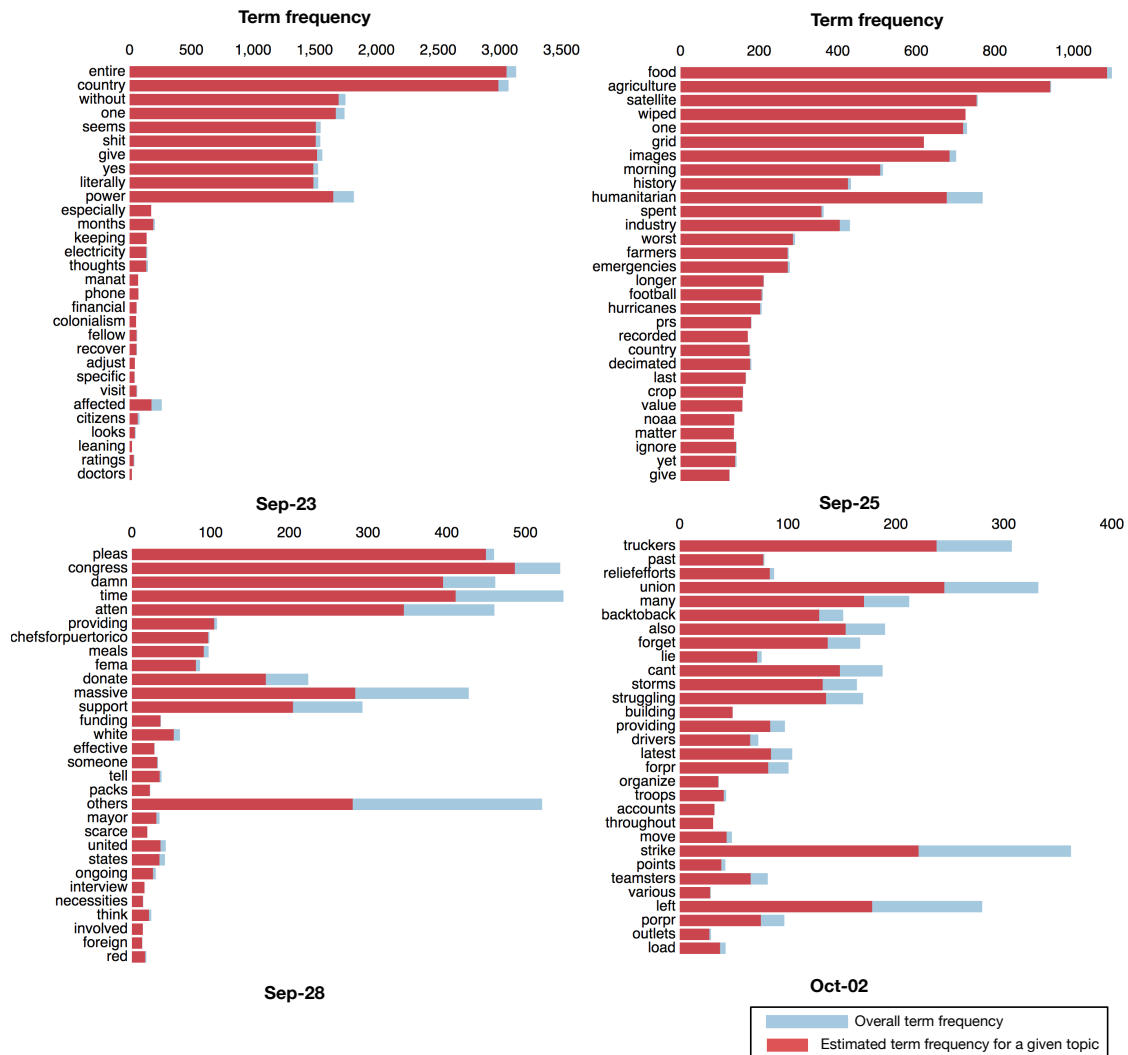 Term frequency
0 500 1,000 1,500 2,000 2,500 3,000 3,500
entire
country
without
one
seems
shit
give
yes
literally
power
especially
months
keeping
electricity
thoughts
manat
phone
financial
colonialism
fellow
recover
adjust
specific
visit
affected
citizens
looks
leaning
ratings
doctors
Sep-23
Term frequency
0 200 400 600 800 1,000
food
agriculture
satellite
wiped
one
grid
images
morning
history
humanitarian
spent
industry
worst
farmers
emergencies
longer
football
hurricanes
prs
recorded
country
decimated
last
crop
value
noaa
matter
ignore
yet
give
Sep-25
0 100 200 300 400 500
pleas
congress
damn
time
atten
providing
chefsforpuertorico
meals
fema
donate
massive
support
funding
white
effective
someone
tell
packs
others
mayor
scarce
united
states
ongoing
interview
necessities
think
involved
foreign
red
Sep-28
0 100 200 300 400
truckers
past
reliefefforts
union
many
backtoback
also
forget
lie
cant
storms
struggling
building
providing
drivers
latest
forpr
organize
troops
accounts
throughout
move
strike
points
teamsters
various
left
porpr
outlets
load
Oct-02
Overall term frequency
Estimated term frequency for a given topic